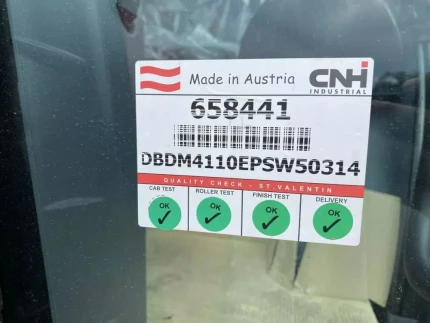 Made in Austria
CNH
INDUSTRIAL
658441
DBDM4110EPSW50314
QUALITY CHECK - ST.VALENTIN
CAB TEST ROLLER TEST FINISH TEST DELIVERY
OK OK OK OK